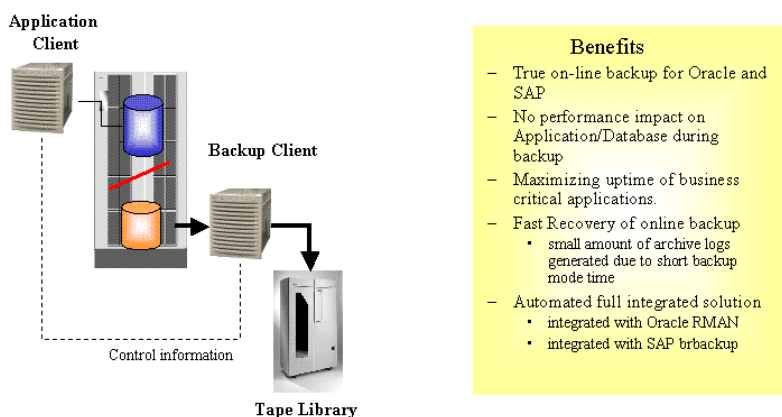 Application
Client
Backup Client
Control information
Tape Library
Benefits
– True on-line backup for Oracle and
SAP
– No performance impact on
Application/Database during
backup
– Maximizing uptime of business
critical applications.
– Fast Recovery of online backup
• small amount of archive logs
generated due to short backup
mode time
– Automated full integrated solution
• integrated with Oracle RMAN
• integrated with SAP brbackup